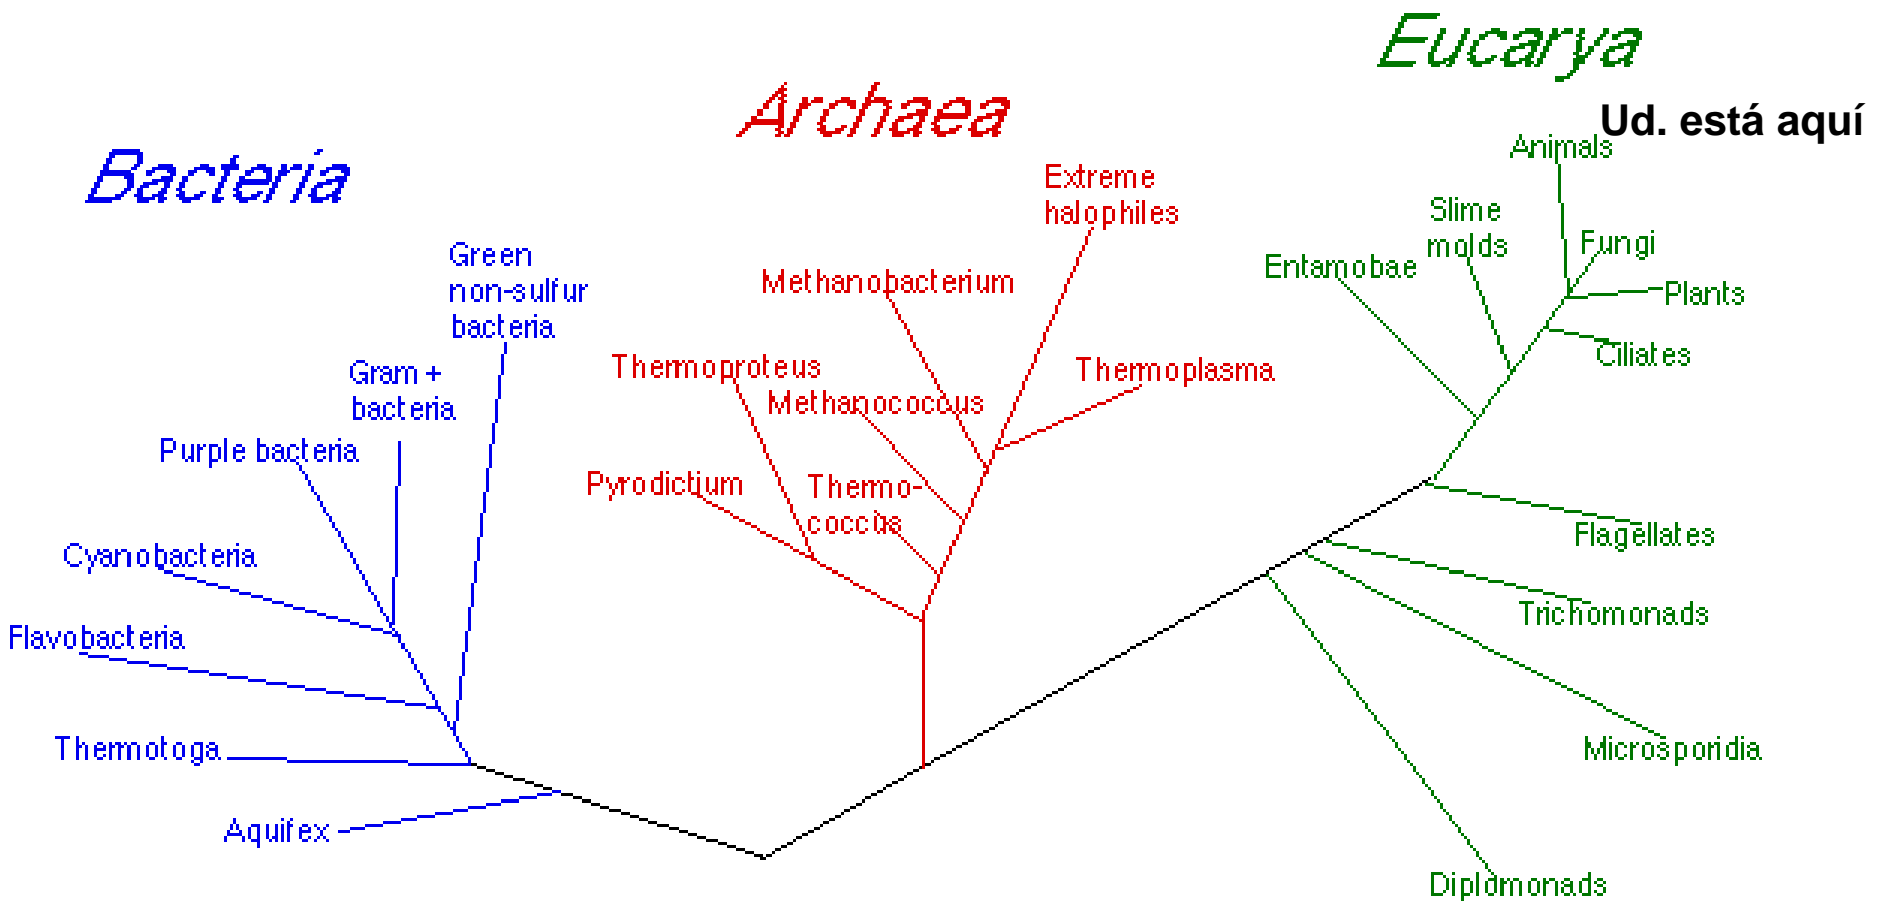 Eucarya
Archaea
Ud. está aquí
Bacteria
Animals
Extreme
halophiles
Slime
molds
Fungi
Green
non-sulfur
bacteria
Entamobae
Methanobacterium
Plants
Ciliates
Thermoproteus
Thermoplasma
Gram +
bacteria
Methanococcus
Purple bacteria
Pyrodictium
Thermo-
coccus
Flagellates
Cyanobacteria
Trichomonads
Flavobacteria
Thermotoga
Microsporidia
Aquifex
Diplomonads